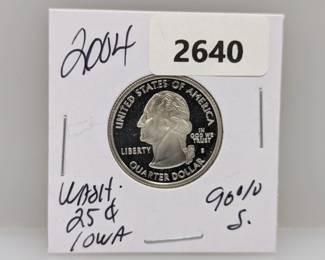 2004
2640
UNITED STATES OF AMERICA
LIBERTY
IN
GOD WE
TRUST
S
QUARTER DOLLAR
WASH.
25¢
IOWA
90%
S.